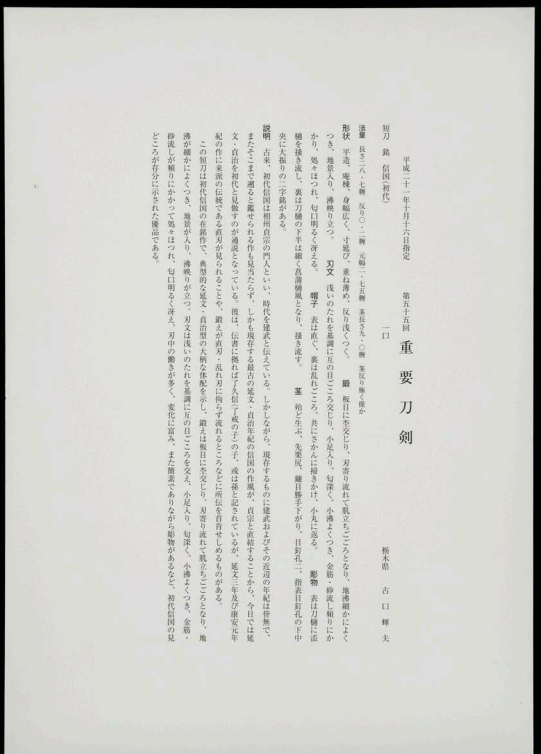 平成二十一年十月十六日指定
第五十五回 重要刀剣
短刀 銘 信国(初代) 一口 栃木県 古口輝夫
法量 長さ二八・七糎 反り〇・二糎 元幅二・七五糎 茎長さ九・〇糎 茎反り極く僅か
形状 平造、庵棟、身幅広く、寸延び、重ね薄め、反り浅くつく。 鍛 板目に杢交じり、刃寄り流れて肌立ちごころとなり、地沸細かによく
つき、地景入り、沸映り立つ。 刃文 浅いのたれを基調に互の目ごころ交じり、小足入り、匂深く、小沸よくつき、金筋・砂流し頻りにか
かり、処々ほつれ、匂口明るく冴える。 帽子 表は直ぐ、裏は乱れごころ、共にさかんに掃きかけ、小丸に返る。 彫物 表は刀樋に添
樋を掻き流し、裏は刀樋の下半は細く菖蒲樋風となり、掻き流す。 茎 殆ど生ぶ、先栗尻、鑢目勝手下がり、目釘孔二、指表目釘孔の下中
央に大振りの二字銘がある。
説明 古来、初代信国は相州貞宗の門人といい、時代を建武と伝えている。しかしながら、現存するものに建武およびその近辺の年紀は皆無で、
またそこまで遡ると鑑せられる作も見当たらず、しかも現存する最古の延文・貞治年紀の信国の作風が、貞宗と直結することから、今日では延
文・貞治を初代と見做すのが通説となっている。彼は、伝書に拠れば了久信(了戒の子)の子、或は孫と記されているが、延文三年及び康安元年
紀の作に来派の伝統である直刃が見られることや、鍛えが直刃・乱れ刃に拘らず流れるところなどに所伝を首肯せしめるものがある。
この短刀は初代信国の在銘作で、典型的な延文・貞治型の大柄な体配を示し、鍛えは板目に杢交じり、刃寄り流れて肌立ちごころとなり、地
沸が細かによくつき、地景が入り、沸映りが立つ。刃文は浅いのたれを基調に互の目ごころを交え、小足入り、匂深く、小沸よくつき、金筋・
砂流しが頻りにかかって処々ほつれ、匂口明るく冴え、刃中の働きが多く、変化に富み、また簡素でありながら彫物があるなど、初代信国の見
どころが存分に示された優品である。